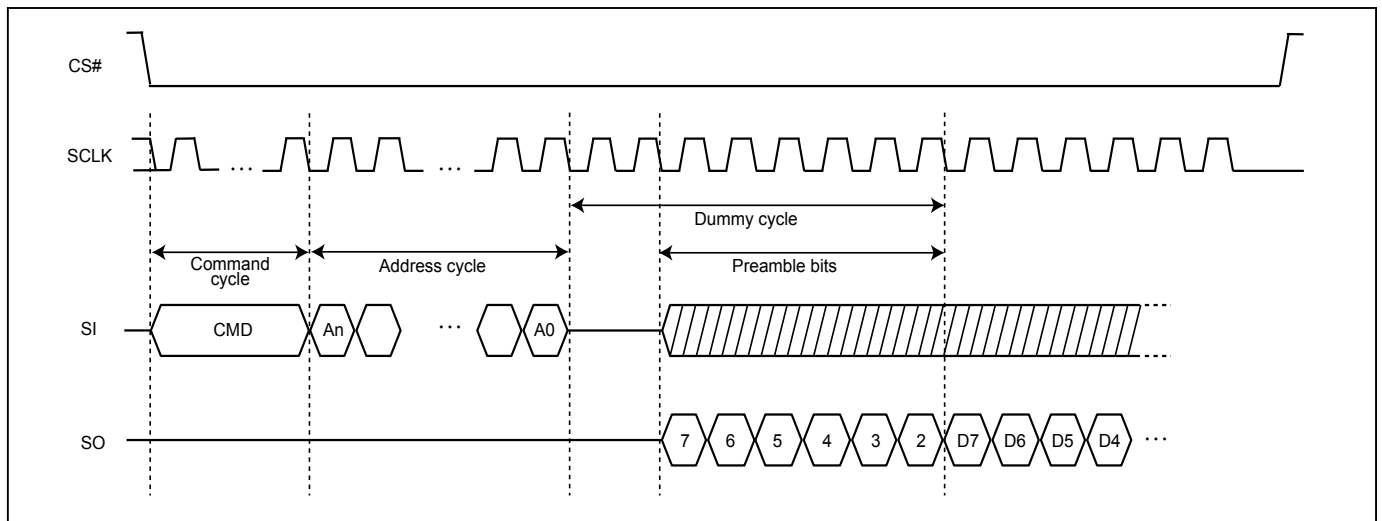 CS#
SCLK
... ...
Dummy cycle
Command
cycle
Address cycle
Preamble bits
SI
CMD An ... A0
SO
7 6 5 4 3 2 D7 D6 D5 D4 ...